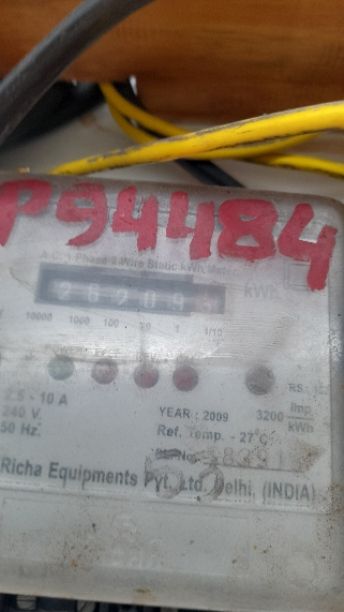 P94484
A.C. 1 Phase 2 Wire Static kWh. Meter
kWh
10000 1000 100 10 1 1/10
2.5 - 10 A
240 V.
50 Hz.
YEAR : 2009 3200 Imp kWh
Ref. Temp. - 27°C
Richa Equipments Pvt. Ltd. Delhi, (INDIA)